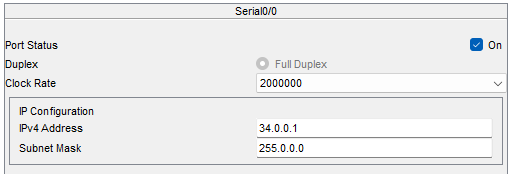 Serial0/0
Port Status On
Duplex Full Duplex
Clock Rate 2000000
IP Configuration
IPv4 Address 34.0.0.1
Subnet Mask 255.0.0.0